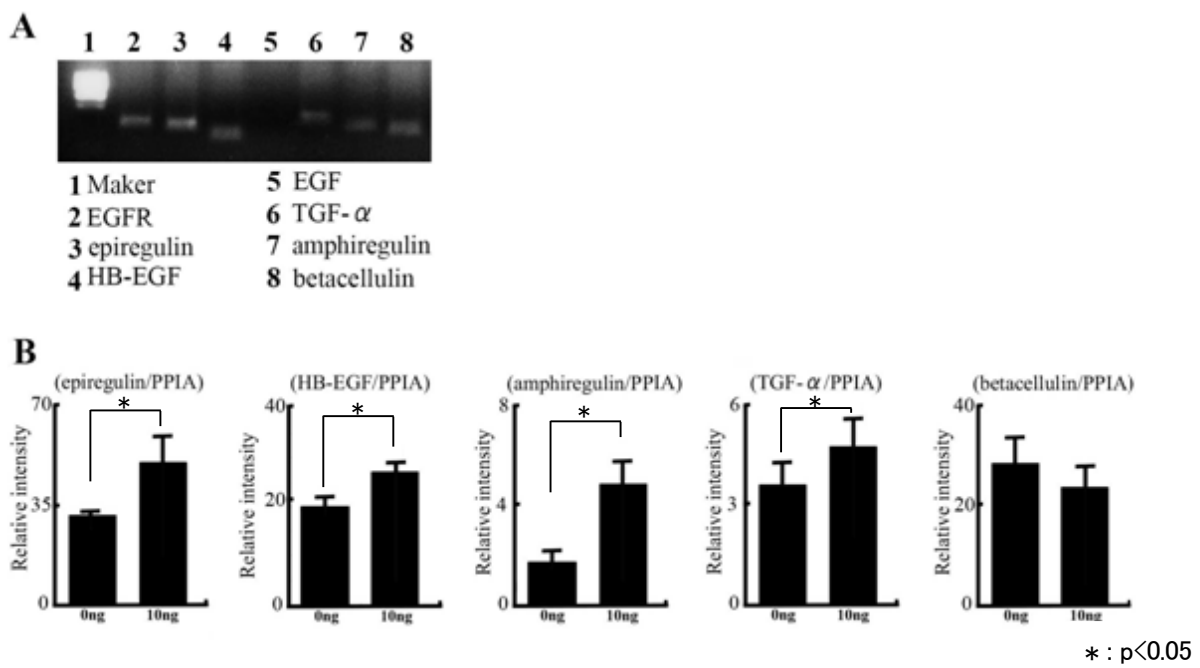 A
1 2 3 4 5 6 7 8
1 Maker
2 EGFR
3 epiregulin
4 HB-EGF
5 EGF
6 TGF-α
7 amphiregulin
8 betacellulin
B
(epiregulin/PPIA)
70
*
Relative intensity
35
0
0ng 10ng
(HB-EGF/PPIA)
40
*
Relative intensity
20
0
0ng 10ng
(amphiregulin/PPIA)
8
*
Relative intensity
4
0
0ng 10ng
(TGF-α/PPIA)
6
*
Relative intensity
3
0
0ng 10ng
(betacellulin/PPIA)
40
Relative intensity
20
0
0ng 10ng
* : p<0.05